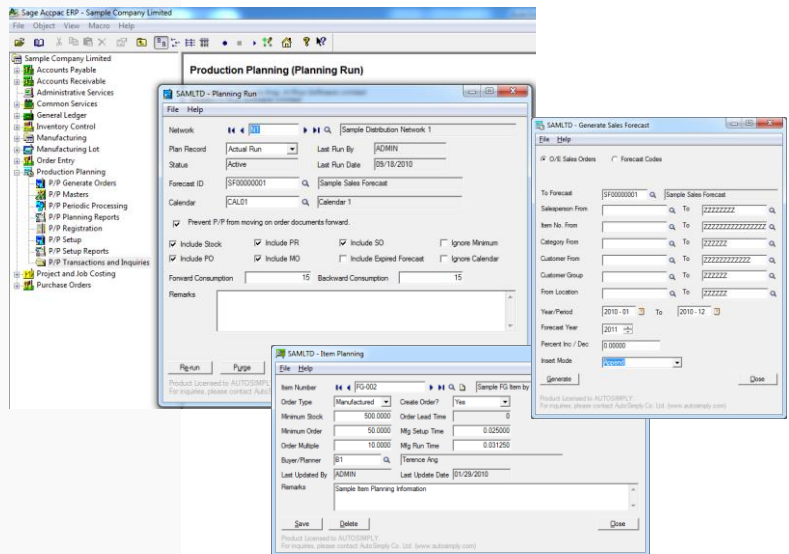 Sage Accpac ERP - Sample Company Limited
File Object View Macro Help
Sample Company Limited
Accounts Payable
Accounts Receivable
Administrative Services
Common Services
General Ledger
Inventory Control
Manufacturing
Manufacturing Lot
Order Entry
Production Planning
P/P Generate Orders
P/P Masters
P/P Periodic Processing
P/P Planning Reports
P/P Registration
P/P Setup
P/P Setup Reports
P/P Transactions and Inquiries
Project and Job Costing
Purchase Orders
Production Planning (Planning Run)
SAMLTD - Planning Run
File Help
Network N1 Sample Distribution Network 1
Plan Record Actual Run Last Run By ADMIN
Status Active Last Run Date 09/18/2010
Forecast ID SF00000001 Sample Sales Forecast
Calendar CAL01 Calendar 1
Prevent P/P from moving on order documents forward.
Include Stock Include PR Include SO Ignore Minimum
Include PO Include MO Include Expired Forecast Ignore Calendar
Forward Consumption 15 Backward Consumption 15
Remarks
Re-run Purge
Product Licensed to AUTOSIMPLY
For inquiries, please contact AutoSimply
SAMLTD - Generate Sales Forecast
File Help
O/E Sales Orders Forecast Codes
To Forecast SF00000001 Sample Sales Forecast
Salesperson From To ZZZZZZZZ
Item No. From To ZZZZZZZZZZZZZZZZ
Category From To ZZZZZZ
Customer From To ZZZZZZZZZZZZ
Customer Group To ZZZZZZ
From Location To ZZZZZZ
Year/Period 2010 - 01 To 2010 - 12
Forecast Year 2011
Percent Inc / Dec 0.00000
Insert Mode Append
Generate Close
Product Licensed to AUTOSIMPLY
For inquiries, please contact AutoSimply Co. Ltd. (www.autosimply.com)
SAMLTD - Item Planning
File Help
Item Number FG-002 Sample FG Item by
Order Type Manufactured Create Order? Yes
Minimum Stock 500.0000 Order Lead Time 0
Minimum Order 50.0000 Mfg Setup Time 0.025000
Order Multiple 10.0000 Mfg Run Time 0.031250
Buyer/Planner B1 Terence Ang
Last Updated By ADMIN Last Update Date 01/29/2010
Remarks Sample Item Planning Information
Save Delete Close
Product Licensed to AUTOSIMPLY
For inquiries, please contact AutoSimply Co. Ltd. (www.autosimply.com)